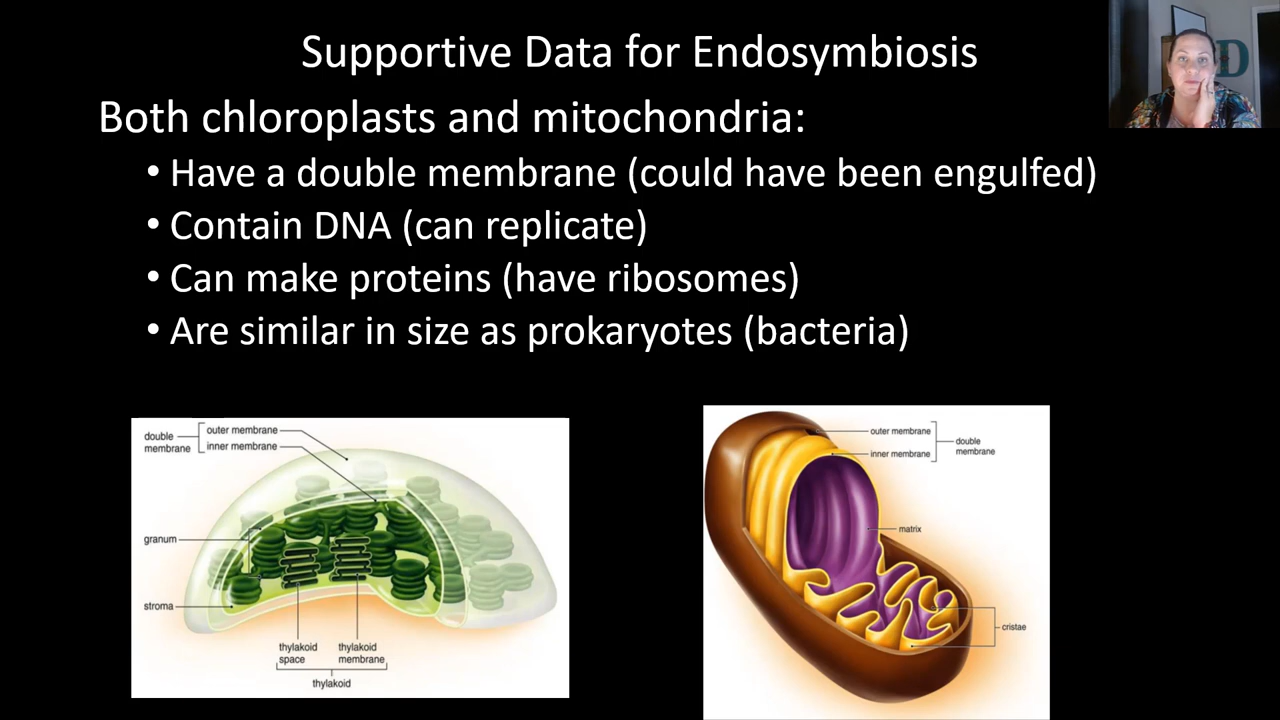 Supportive Data for Endosymbiosis
D
Both chloroplasts and mitochondria:
• Have a double membrane (could have been engulfed)
• Contain DNA (can replicate)
• Can make proteins (have ribosomes)
• Are similar in size as prokaryotes (bacteria)
double
membrane
outer membrane
inner membrane
granum
stroma
thylakoid
space
thylakoid
membrane
thylakoid
outer membrane
inner membrane
double
membrane
matrix
cristae